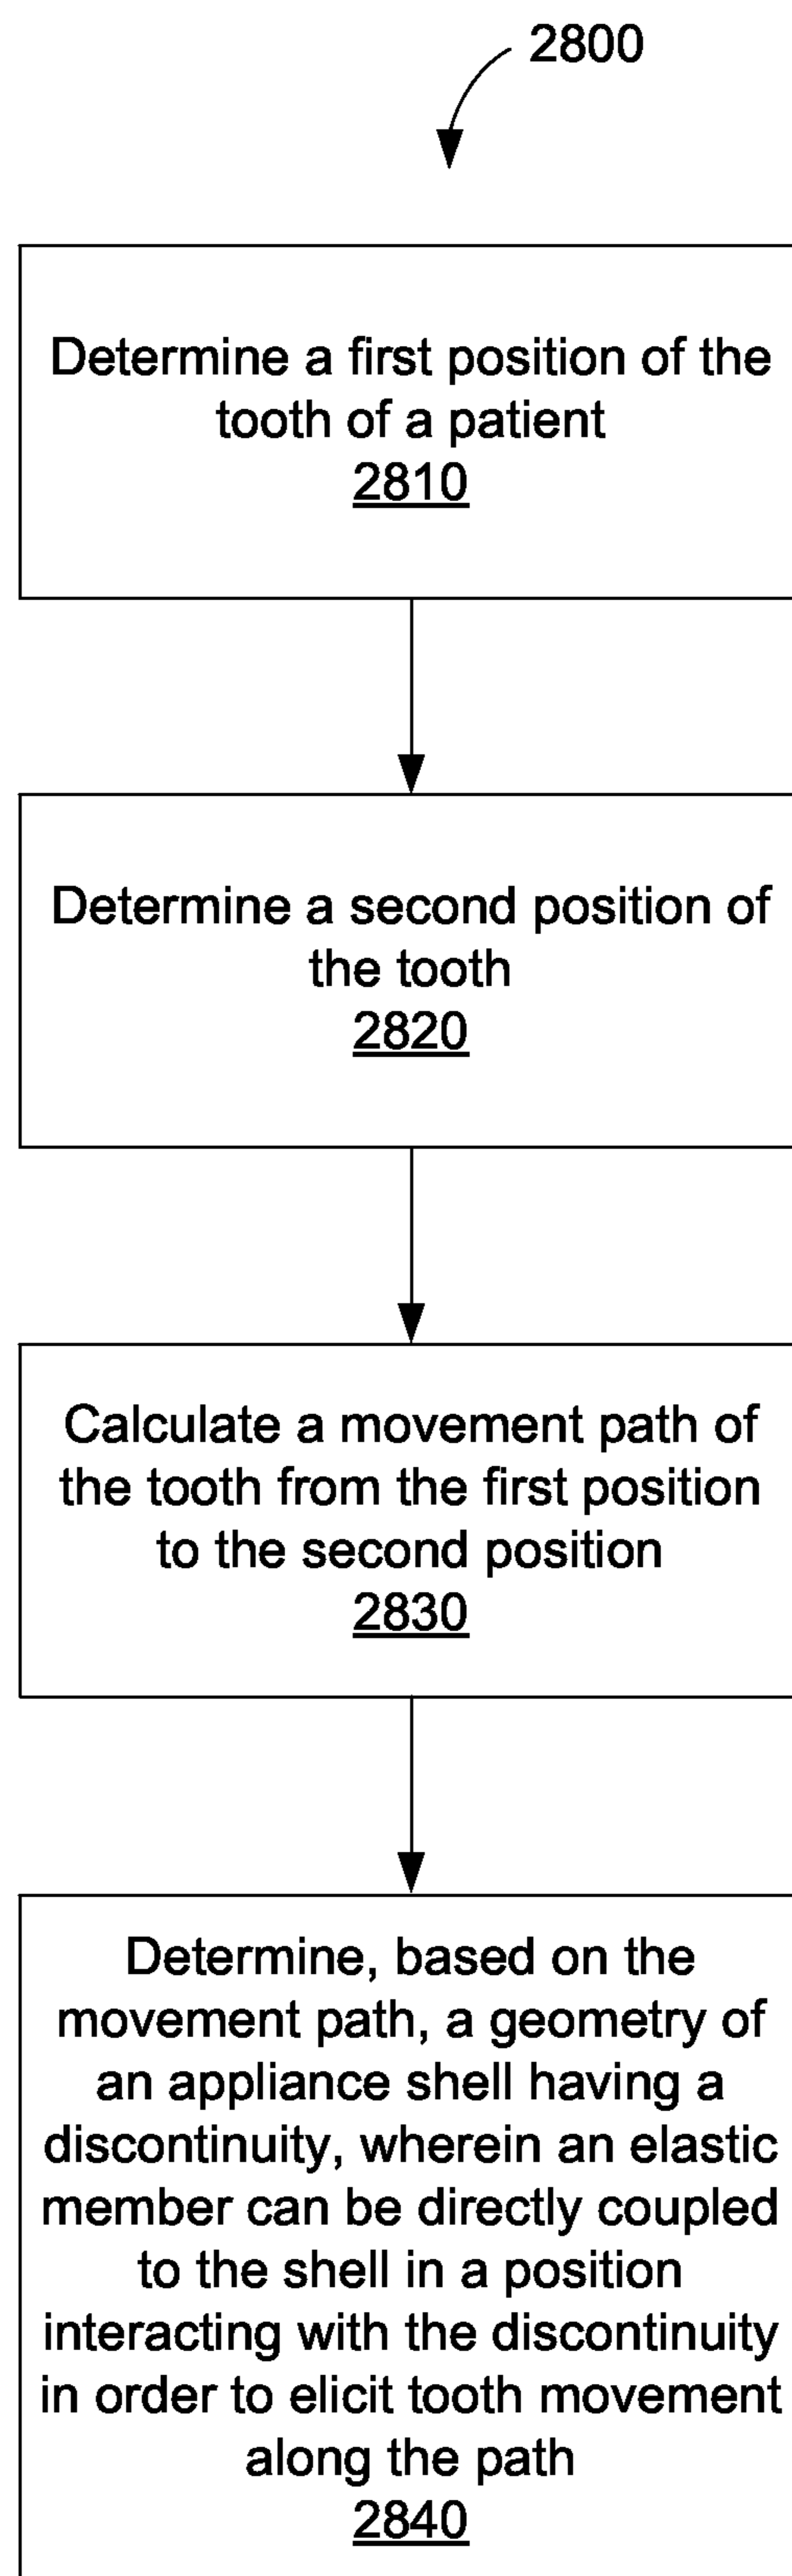 2800
Determine a first position of the
tooth of a patient
2810
Determine a second position of
the tooth
2820
Calculate a movement path of
the tooth from the first position
to the second position
2830
Determine, based on the
movement path, a geometry of
an appliance shell having a
discontinuity, wherein an elastic
member can be directly coupled
to the shell in a position
interacting with the discontinuity
in order to elicit tooth movement
along the path
2840